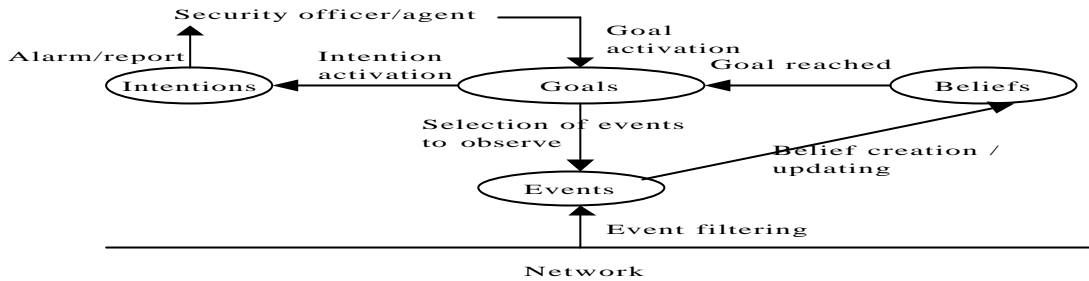 Security officer/agent
Goal
activation
Alarm/report
Intention
activation
Goal reached
Intentions
Goals
Beliefs
Selection of events
to observe
Belief creation /
updating
Events
Event filtering
Network